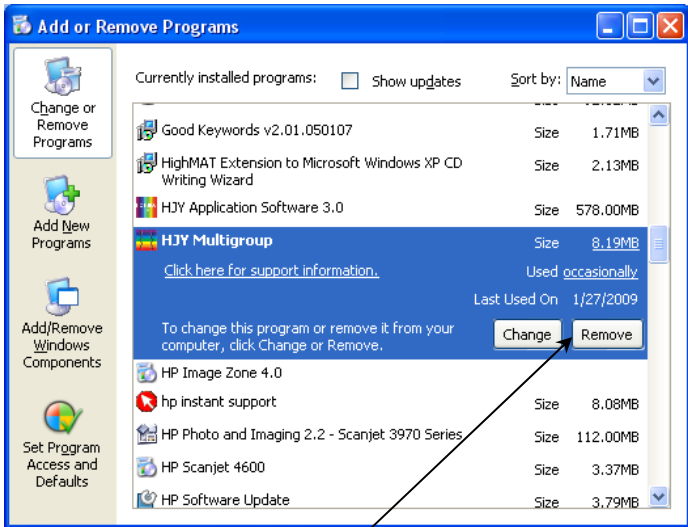 Add or Remove Programs
Change or
Remove
Programs
Add New
Programs
Add/Remove
Windows
Components
Set Program
Access and
Defaults
Currently installed programs:
Show updates
Sort by: Name
Good Keywords v2.01.050107 Size 1.71MB
HighMAT Extension to Microsoft Windows XP CD Size 2.13MB
Writing Wizard
HJY Application Software 3.0 Size 578.00MB
HJY Multigroup Size 8.19MB
Click here for support information. Used occasionally
Last Used On 1/27/2009
To change this program or remove it from your
computer, click Change or Remove.
Change Remove
HP Image Zone 4.0
hp instant support Size 8.08MB
HP Photo and Imaging 2.2 - Scanjet 3970 Series Size 112.00MB
HP Scanjet 4600 Size 3.37MB
HP Software Update Size 3.79MB